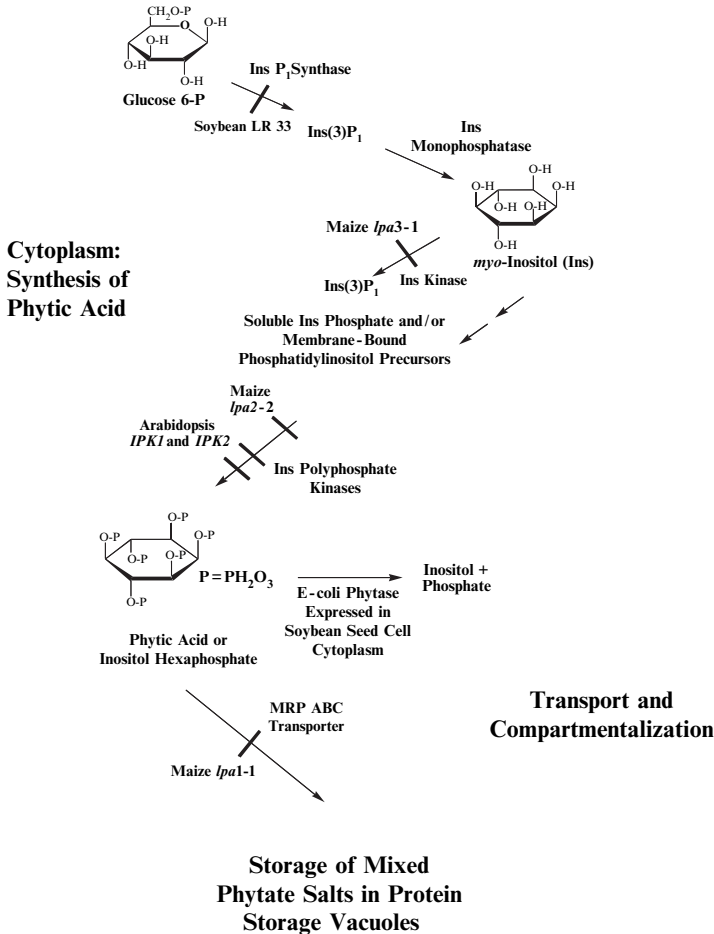 CH2O-P
O
O-H
O-H
O-H
O-H
Glucose 6-P
Ins P1Synthase
Soybean LR 33
Ins(3)P1
Ins
Monophosphatase
O-H
O-H
O-H
O-H
O-H
O-H
myo-Inositol (Ins)
Cytoplasm:
Synthesis of
Phytic Acid
Maize lpa3-1
Ins(3)P1
Ins Kinase
Soluble Ins Phosphate and/or
Membrane-Bound
Phosphatidylinositol Precursors
Maize
lpa2-2
Arabidopsis
IPK1 and IPK2
Ins Polyphosphate
Kinases
O-P
O-P
O-P
O-P
O-P
O-P
P=PH2O3
Phytic Acid or
Inositol Hexaphosphate
E-coli Phytase
Expressed in
Soybean Seed Cell
Cytoplasm
Inositol +
Phosphate
Transport and
Compartmentalization
MRP ABC
Transporter
Maize lpa1-1
Storage of Mixed
Phytate Salts in Protein
Storage Vacuoles